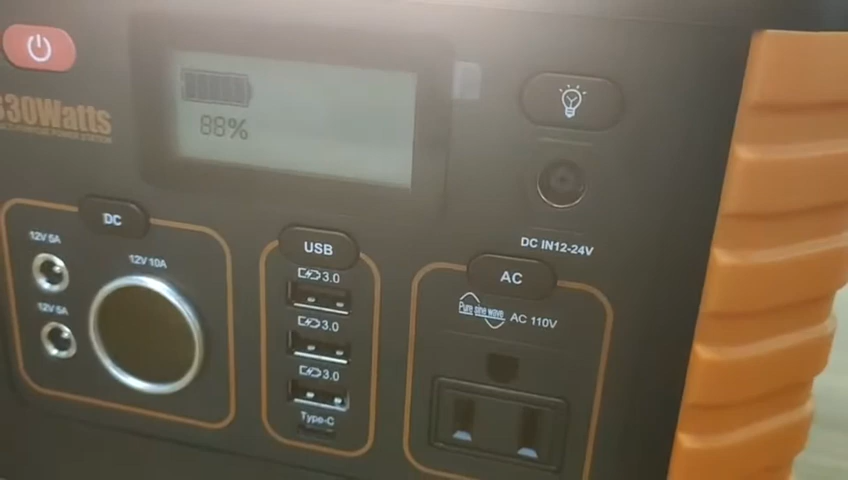 330Watts
88%
DC
12V 5A
12V 10A
12V 5A
USB
3.0
3.0
3.0
Type-C
DC IN12-24V
AC
Pure sine wave
AC 110V